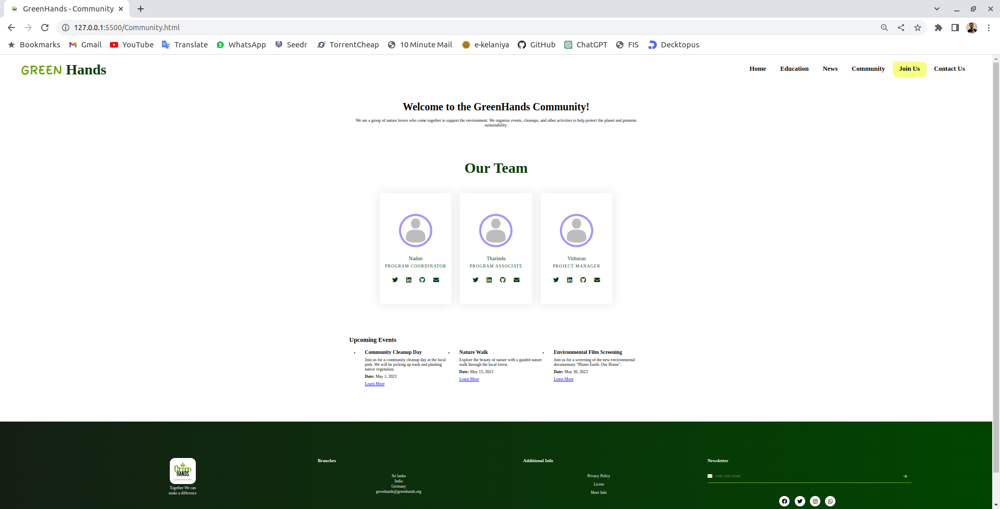 GreenHands - Community
127.0.0.1:5500/Community.html
Bookmarks Gmail YouTube Translate WhatsApp Seedr TorrentCheap 10 Minute Mail e-kelaniya GitHub ChatGPT FIS Decktopus
GREEN Hands
Home Education News Community Join Us Contact Us
Welcome to the GreenHands Community!
We are a group of nature lovers who come together to support the environment. We organize events, cleanups, and other activities to help protect the planet and promote
sustainability.
Our Team
Nadun
PROGRAM COORDINATOR
Tharindu
PROGRAM ASSOCIATE
Vithuran
PROJECT MANAGER
Upcoming Events
Community Cleanup Day
Join us for a community cleanup day at the local
park. We will be picking up trash and planting
native vegetation.
Date: May 1, 2023
Learn More
Nature Walk
Explore the beauty of nature with a guided nature
walk through the local forest.
Date: May 15, 2023
Learn More
Environmental Film Screening
Join us for a screening of the new environmental
documentary "Planet Earth: Our Home".
Date: May 30, 2023
Learn More
Green
HANDS
Together We can
make a difference
Branches
Sri lanka
India
Germany
greenhands@greenhands.org
Additional Info
Privacy Policy
Licens
More Info
Newsletter
enter your email